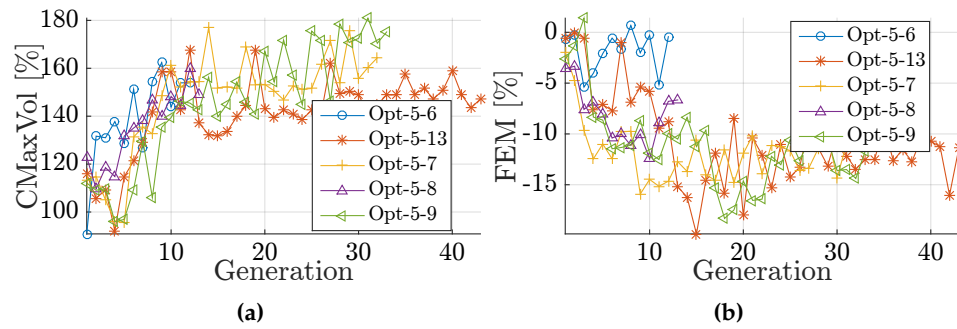 180
160
140
120
100
CMaxVol [%]
10
20
30
40
Generation
Opt-5-6
Opt-5-13
Opt-5-7
Opt-5-8
Opt-5-9
(a)
0
-5
-10
-15
FEM [%]
10
20
30
40
Generation
Opt-5-6
Opt-5-13
Opt-5-7
Opt-5-8
Opt-5-9
(b)